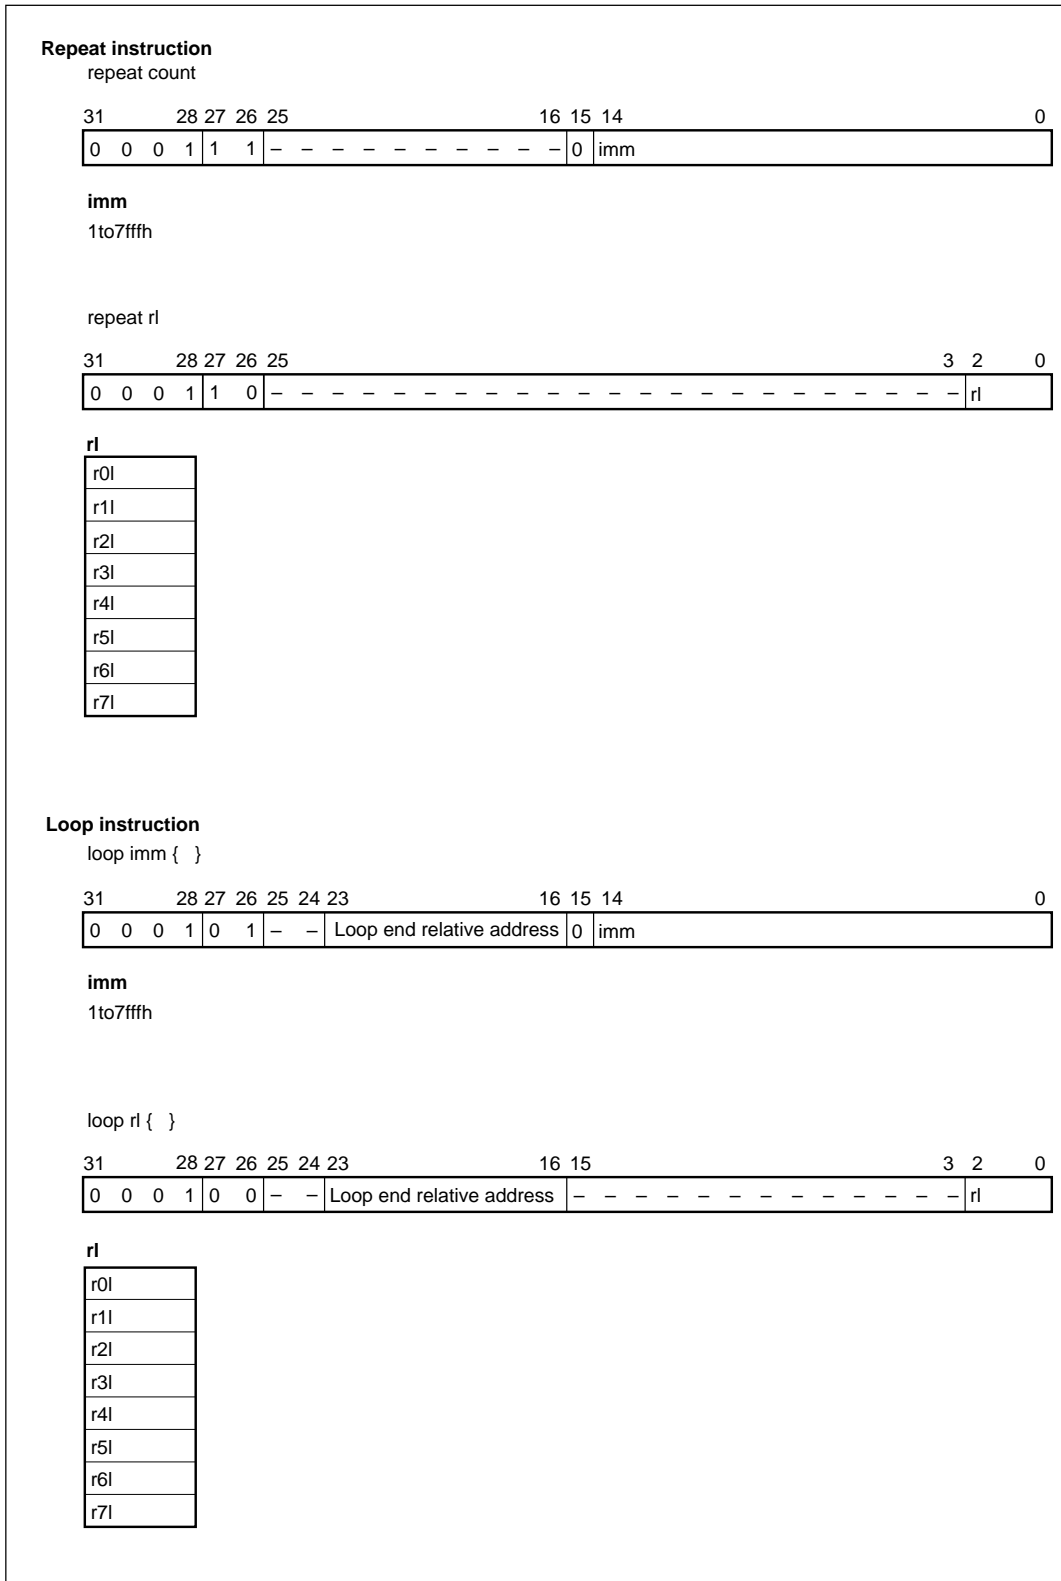 Repeat instruction
repeat count
31 28 27 26 25 16 15 14 0
0 0 0 1 1 1 – – – – – – – – – – 0 imm
imm
1to7fffh
repeat rl
31 28 27 26 25 3 2 0
0 0 0 1 1 0 – – – – – – – – – – – – – – – – – – – – – – – rl
rl
r0l
r1l
r2l
r3l
r4l
r5l
r6l
r7l
Loop instruction
loop imm { }
31 28 27 26 25 24 23 16 15 14 0
0 0 0 1 0 1 – – Loop end relative address 0 imm
imm
1to7fffh
loop rl { }
31 28 27 26 25 24 23 16 15 3 2 0
0 0 0 1 0 0 – – Loop end relative address – – – – – – – – – – – – – rl
rl
r0l
r1l
r2l
r3l
r4l
r5l
r6l
r7l